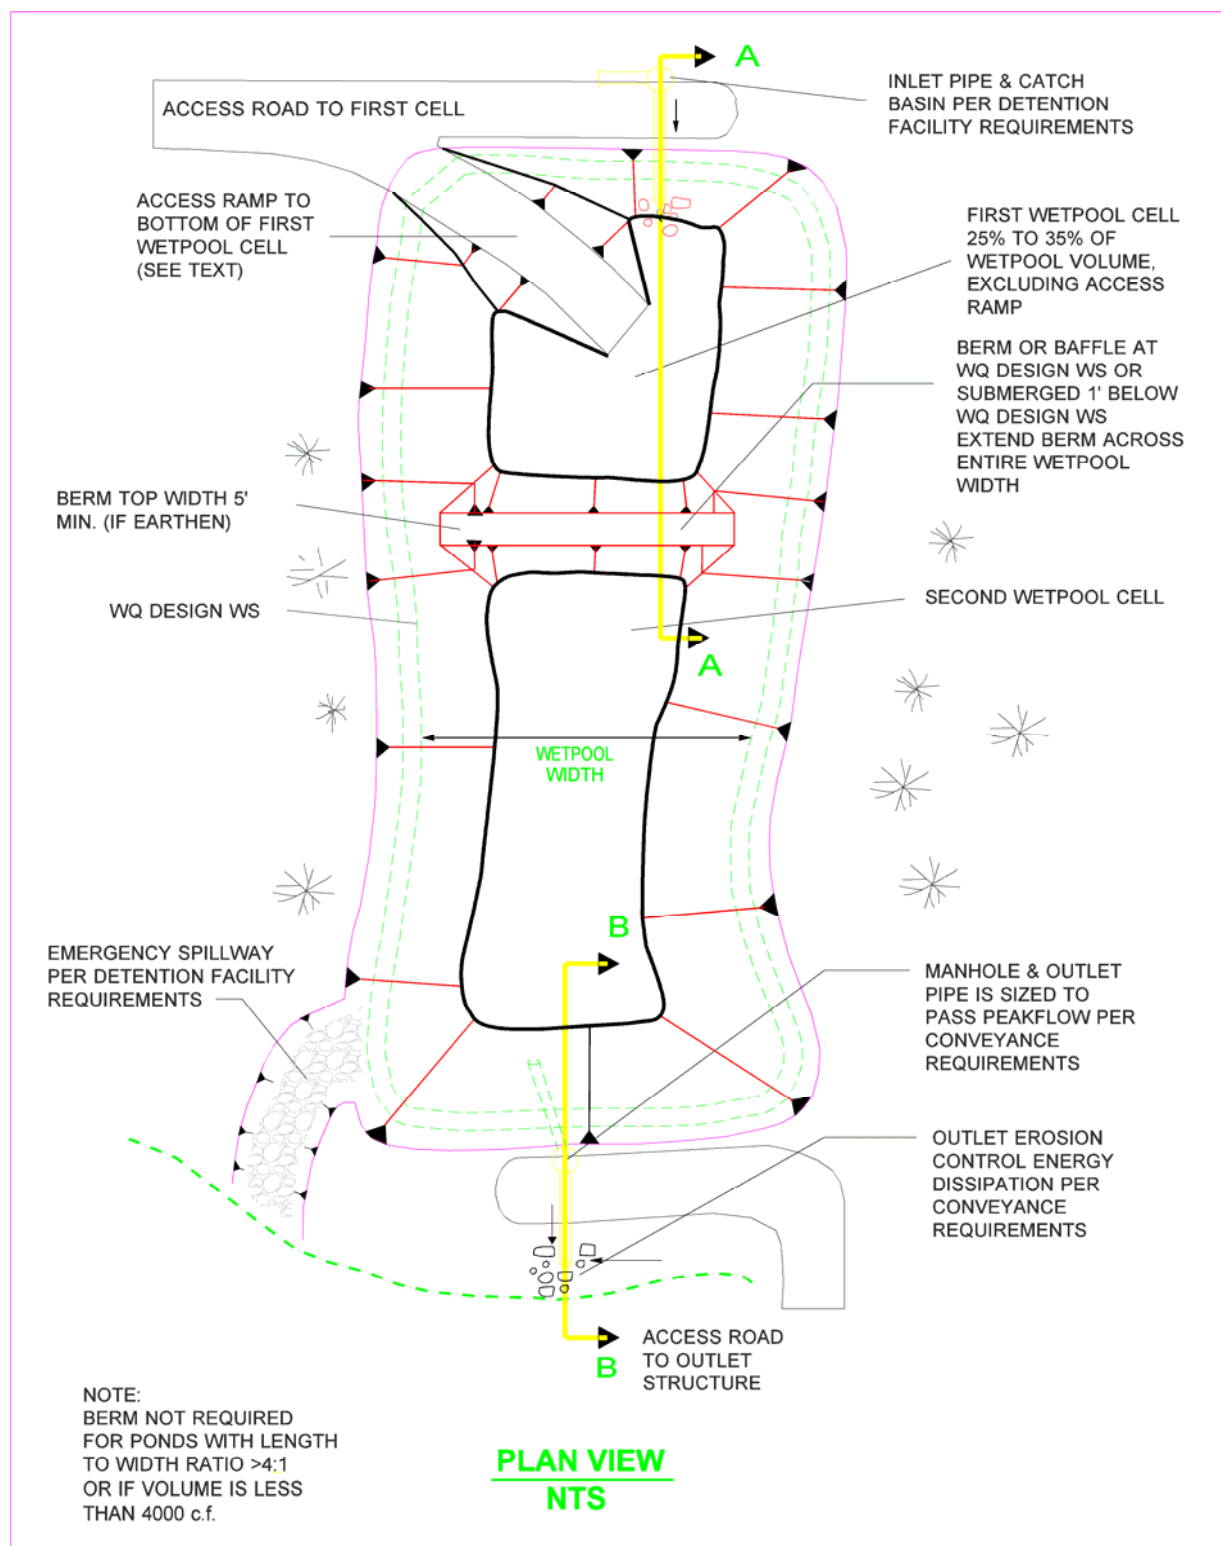 A
INLET PIPE & CATCH
BASIN PER DETENTION
FACILITY REQUIREMENTS
ACCESS ROAD TO FIRST CELL
ACCESS RAMP TO
BOTTOM OF FIRST
WETPOOL CELL
(SEE TEXT)
FIRST WETPOOL CELL
25% TO 35% OF
WETPOOL VOLUME,
EXCLUDING ACCESS
RAMP
BERM OR BAFFLE AT
WQ DESIGN WS OR
SUBMERGED 1' BELOW
WQ DESIGN WS
EXTEND BERM ACROSS
ENTIRE WETPOOL
WIDTH
BERM TOP WIDTH 5'
MIN. (IF EARTHEN)
WQ DESIGN WS
SECOND WETPOOL CELL
A
WETPOOL
WIDTH
B
EMERGENCY SPILLWAY
PER DETENTION FACILITY
REQUIREMENTS
MANHOLE & OUTLET
PIPE IS SIZED TO
PASS PEAKFLOW PER
CONVEYANCE
REQUIREMENTS
OUTLET EROSION
CONTROL ENERGY
DISSIPATION PER
CONVEYANCE
REQUIREMENTS
B
ACCESS ROAD
TO OUTLET
STRUCTURE
NOTE:
BERM NOT REQUIRED
FOR PONDS WITH LENGTH
TO WIDTH RATIO >4:1
OR IF VOLUME IS LESS
THAN 4000 c.f.
PLAN VIEW
NTS